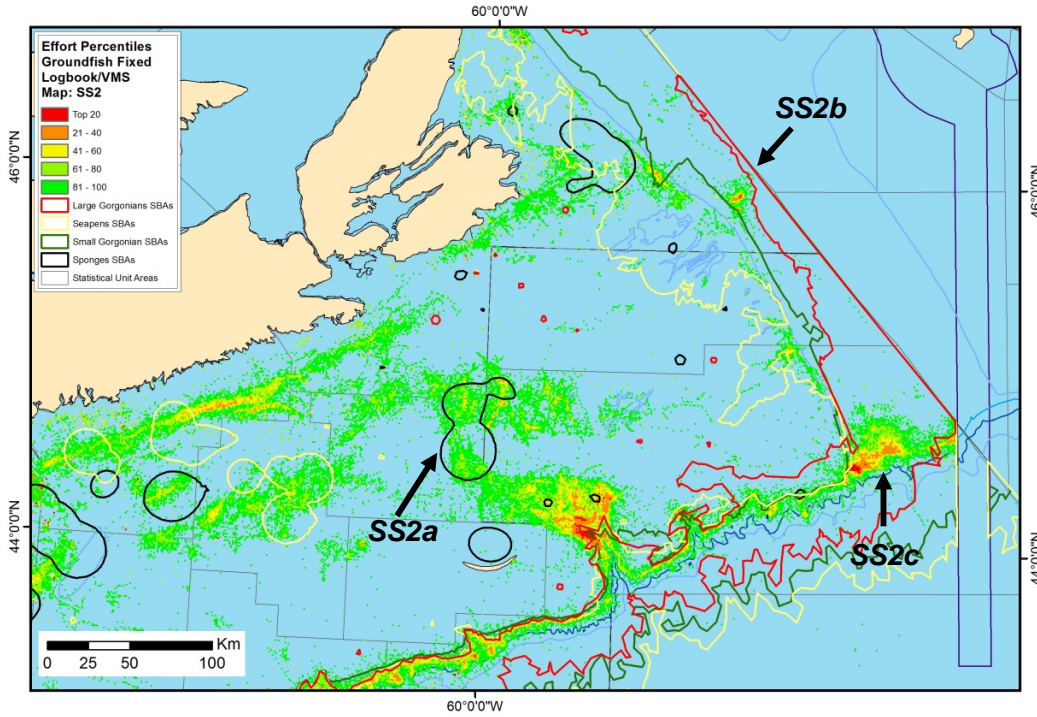 60°0'0"W
Effort Percentiles
Groundfish Fixed
Logbook/VMS
Map: SS2
Top 20
21 - 40
41 - 60
61 - 80
81 - 100
Large Gorgonians SBAs
Seapens SBAs
Small Gorgonian SBAs
Sponges SBAs
Statistical Unit Areas
SS2b
46°0'0"N
46°0'0"N
SS2a
44°0'0"N
SS2c
44°0'0"N
Km
0 25 50 100
60°0'0"W